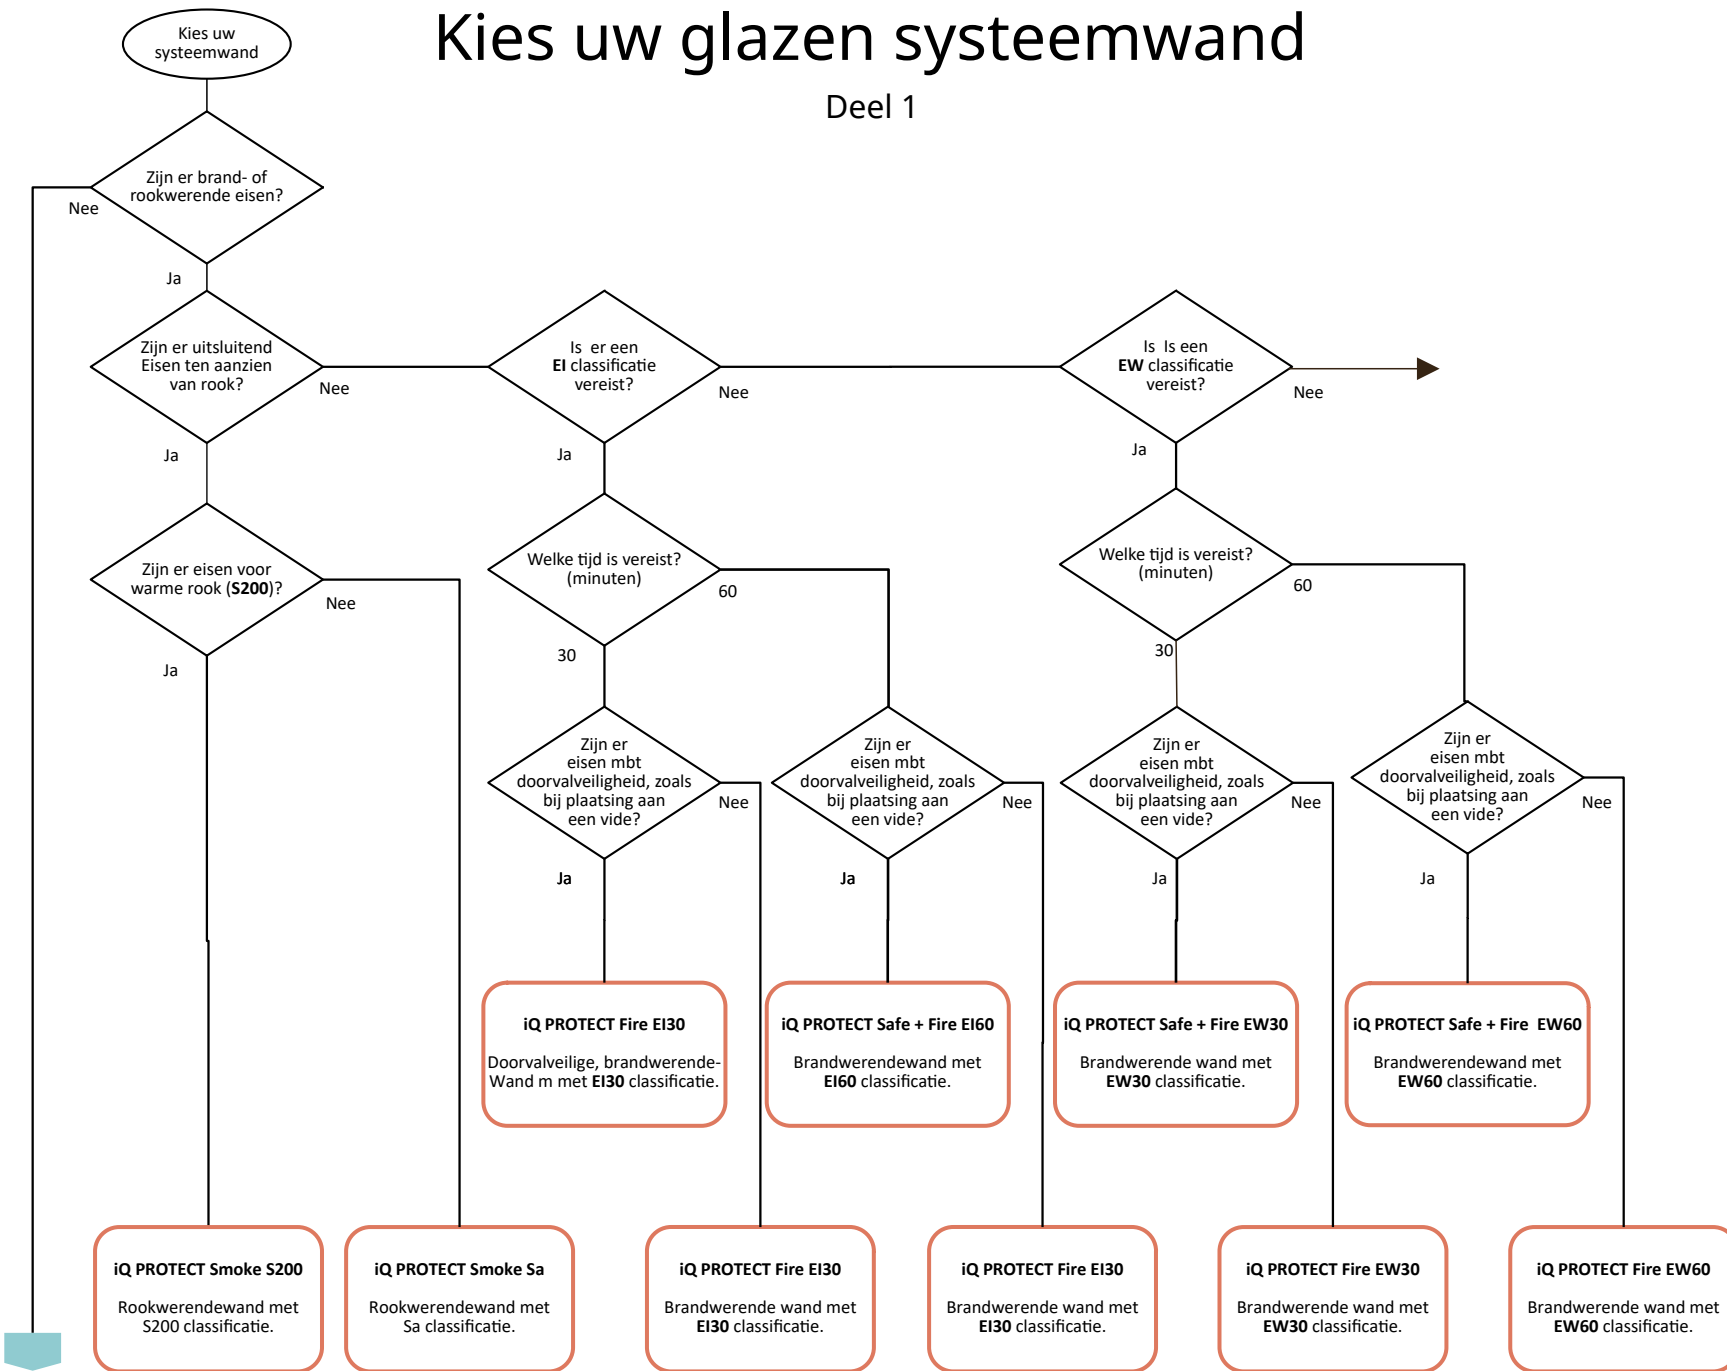 Kies uw glazen systeemwand
Deel 1
Kies uw
systeemwand
Zijn er brand- of
rookwerende eisen?
Nee
Ja
Zijn er uitsluitend
Eisen ten aanzien
van rook?
Nee
Ja
Is  er een
EI classificatie
vereist?
Nee
Ja
Is  Is een
EW classificatie
vereist?
Nee
Ja
Zijn er eisen voor
warme rook (S200)?
Nee
Ja
Welke tijd is vereist?
(minuten)
60
30
Welke tijd is vereist?
(minuten)
60
30
Zijn er
eisen mbt
doorvalveiligheid, zoals
bij plaatsing aan
een vide?
Nee
Ja
Zijn er
eisen mbt
doorvalveiligheid, zoals
bij plaatsing aan
een vide?
Nee
Ja
Zijn er
eisen mbt
doorvalveiligheid, zoals
bij plaatsing aan
een vide?
Nee
Ja
Zijn er
eisen mbt
doorvalveiligheid, zoals
bij plaatsing aan
een vide?
Nee
Ja
iQ PROTECT Fire EI30
Doorvalveilige, brandwerende-
Wand m met EI30 classificatie.
iQ PROTECT Safe + Fire EI60
Brandwerendewand met
EI60 classificatie.
iQ PROTECT Safe + Fire EW30
Brandwerende wand met
EW30 classificatie.
iQ PROTECT Safe + Fire  EW60
Brandwerendewand met
EW60 classificatie.
iQ PROTECT Smoke S200
Rookwerendewand met
S200 classificatie.
iQ PROTECT Smoke Sa
Rookwerendewand met
Sa classificatie.
iQ PROTECT Fire EI30
Brandwerende wand met
EI30 classificatie.
iQ PROTECT Fire EI30
Brandwerende wand met
EI30 classificatie.
iQ PROTECT Fire EW30
Brandwerende wand met
EW30 classificatie.
iQ PROTECT Fire EW60
Brandwerende wand met
EW60 classificatie.